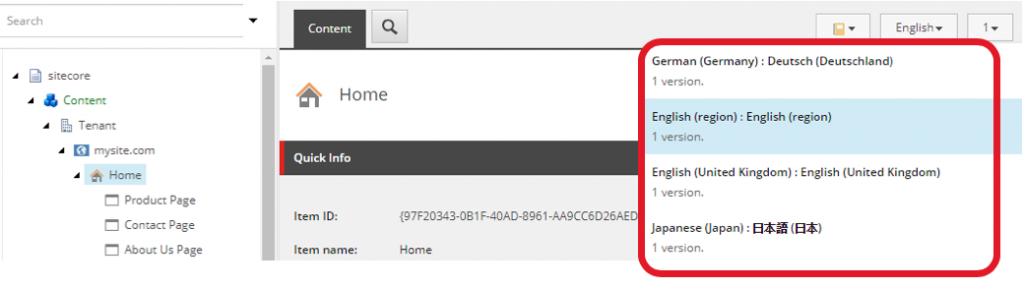 Search
Content
English
1
sitecore
Content
Tenant
mysite.com
Home
Product Page
Contact Page
About Us Page
Home
Quick Info
Item ID: {97F20343-0B1F-40AD-8961-AA9CC6D26AED
Item name: Home
German (Germany) : Deutsch (Deutschland)
1 version.
English (region) : English (region)
1 version.
English (United Kingdom) : English (United Kingdom)
1 version.
Japanese (Japan) : 日本語 (日本)
1 version.